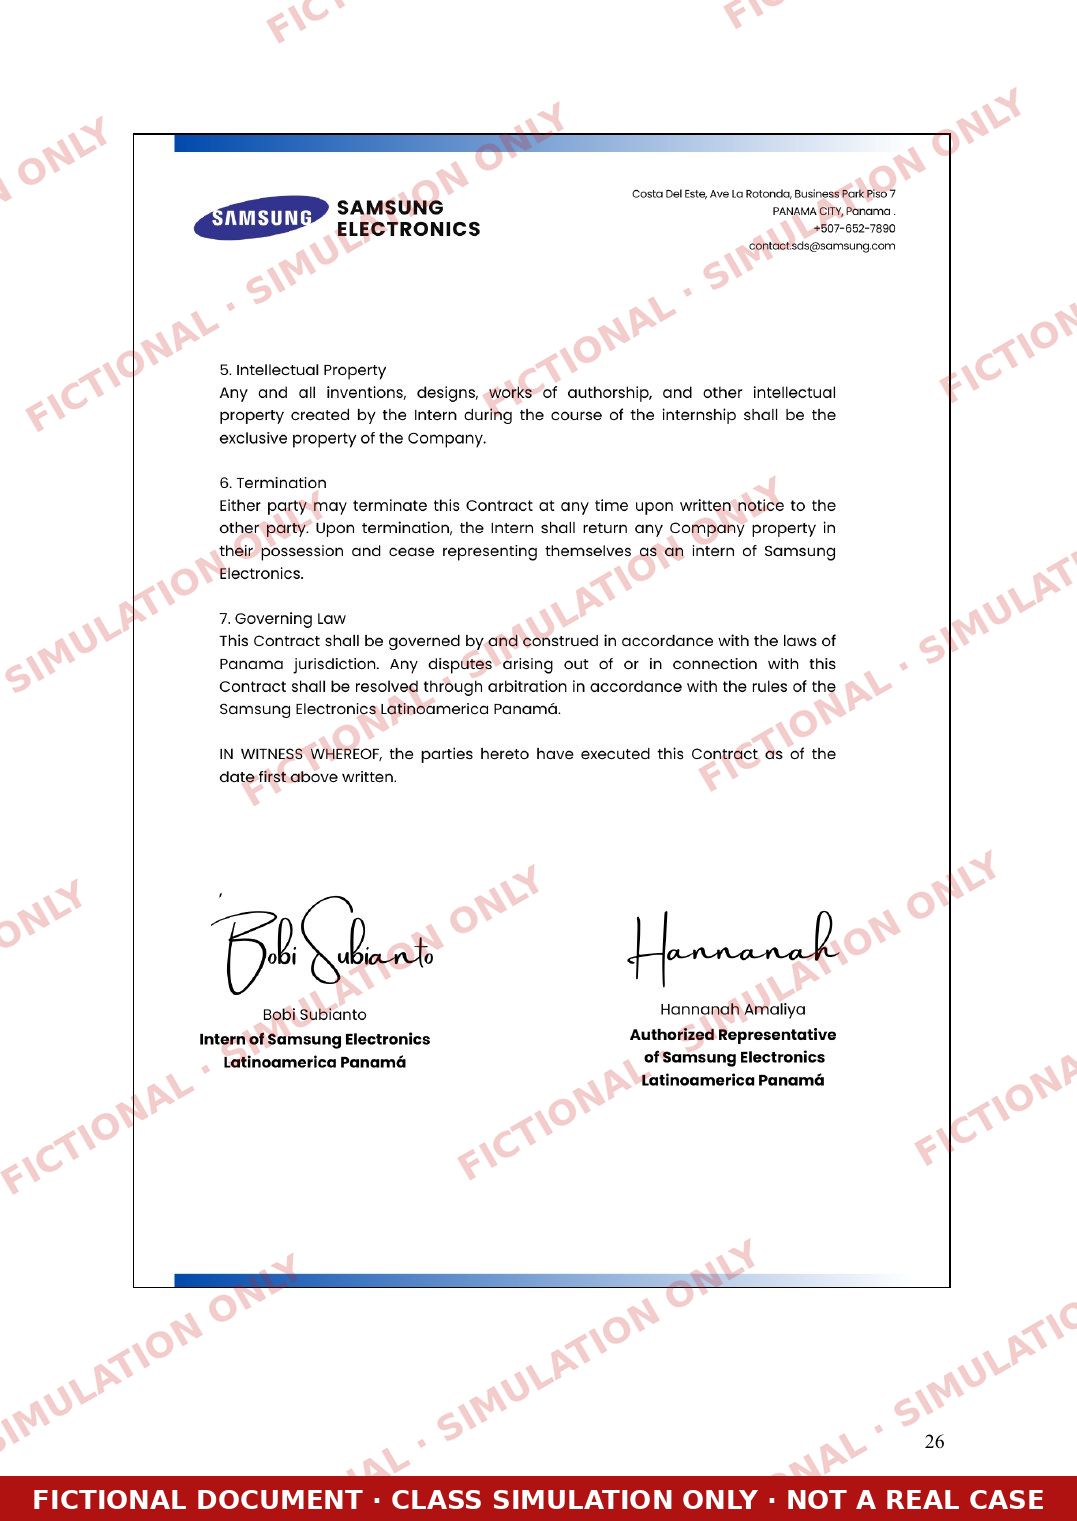 SAMSUNG
SAMSUNG
ELECTRONICS
Costa Del Este, Ave La Rotonda, Business Park Piso 7
PANAMA CITY, Panama .
+507-652-7890
contact.sds@samsung.com
5. Intellectual Property
Any and all inventions, designs, works of authorship, and other intellectual
property created by the Intern during the course of the internship shall be the
exclusive property of the Company.
6. Termination
Either party may terminate this Contract at any time upon written notice to the
other party. Upon termination, the Intern shall return any Company property in
their possession and cease representing themselves as an intern of Samsung
Electronics.
7. Governing Law
This Contract shall be governed by and construed in accordance with the laws of
Panama jurisdiction. Any disputes arising out of or in connection with this
Contract shall be resolved through arbitration in accordance with the rules of the
Samsung Electronics Latinoamerica Panamá.
IN WITNESS WHEREOF, the parties hereto have executed this Contract as of the
date first above written.
Bobi Subianto
Bobi Subianto
Intern of Samsung Electronics
Latinoamerica Panamá
Hannanah
Hannanah Amaliya
Authorized Representative
of Samsung Electronics
Latinoamerica Panamá
26
FICTIONAL · SIMULATION ONLY
FICTIONAL DOCUMENT · CLASS SIMULATION ONLY · NOT A REAL CASE